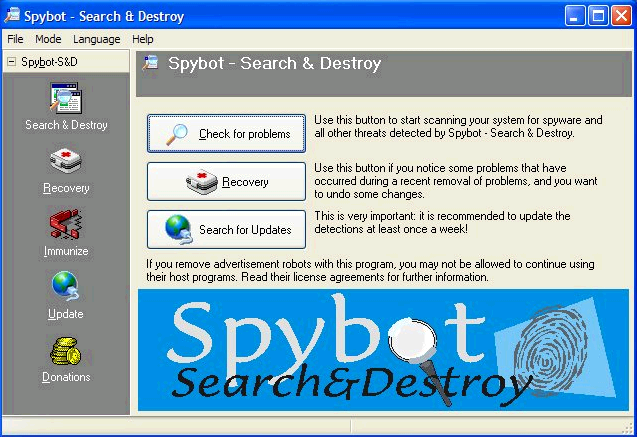 Spybot - Search & Destroy
File Mode Language Help
Spybot-S&D
Search & Destroy
Recovery
Immunize
Update
Donations
Spybot - Search & Destroy
Check for problems
Use this button to start scanning your system for spyware and
all other threats detected by Spybot - Search & Destroy.
Recovery
Use this button if you notice some problems that have
occurred during a recent removal of problems, and you want
to undo some changes.
Search for Updates
This is very important: it is recommended to update the
detections at least once a week!
If you remove advertisement robots with this program, you may not be allowed to continue using
their host programs. Read their license agreements for further information.
Spybot
Search&Destroy